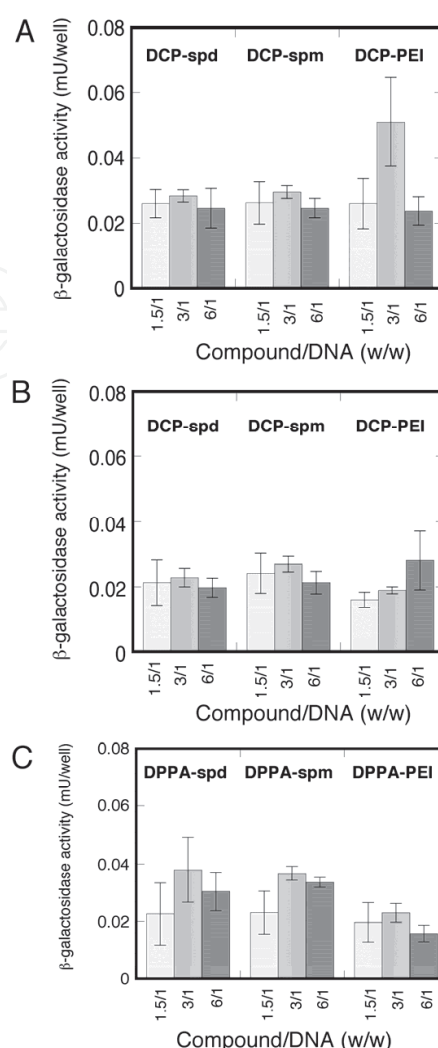 A
β-galactosidase activity (mU/well)
0.08
0.06
0.04
0.02
0
DCP-spd DCP-spm DCP-PEI
1.5/1 3/1 6/1 1.5/1 3/1 6/1 1.5/1 3/1 6/1
Compound/DNA (w/w)
B
β-galactosidase activity (mU/well)
0.08
0.06
0.04
0.02
0
DCP-spd DCP-spm DCP-PEI
1.5/1 3/1 6/1 1.5/1 3/1 6/1 1.5/1 3/1 6/1
Compound/DNA (w/w)
C
β-galactosidase activity (mU/well)
0.08
0.06
0.04
0.02
0
DPPA-spd DPPA-spm DPPA-PEI
1.5/1 3/1 6/1 1.5/1 3/1 6/1 1.5/1 3/1 6/1
Compound/DNA (w/w)